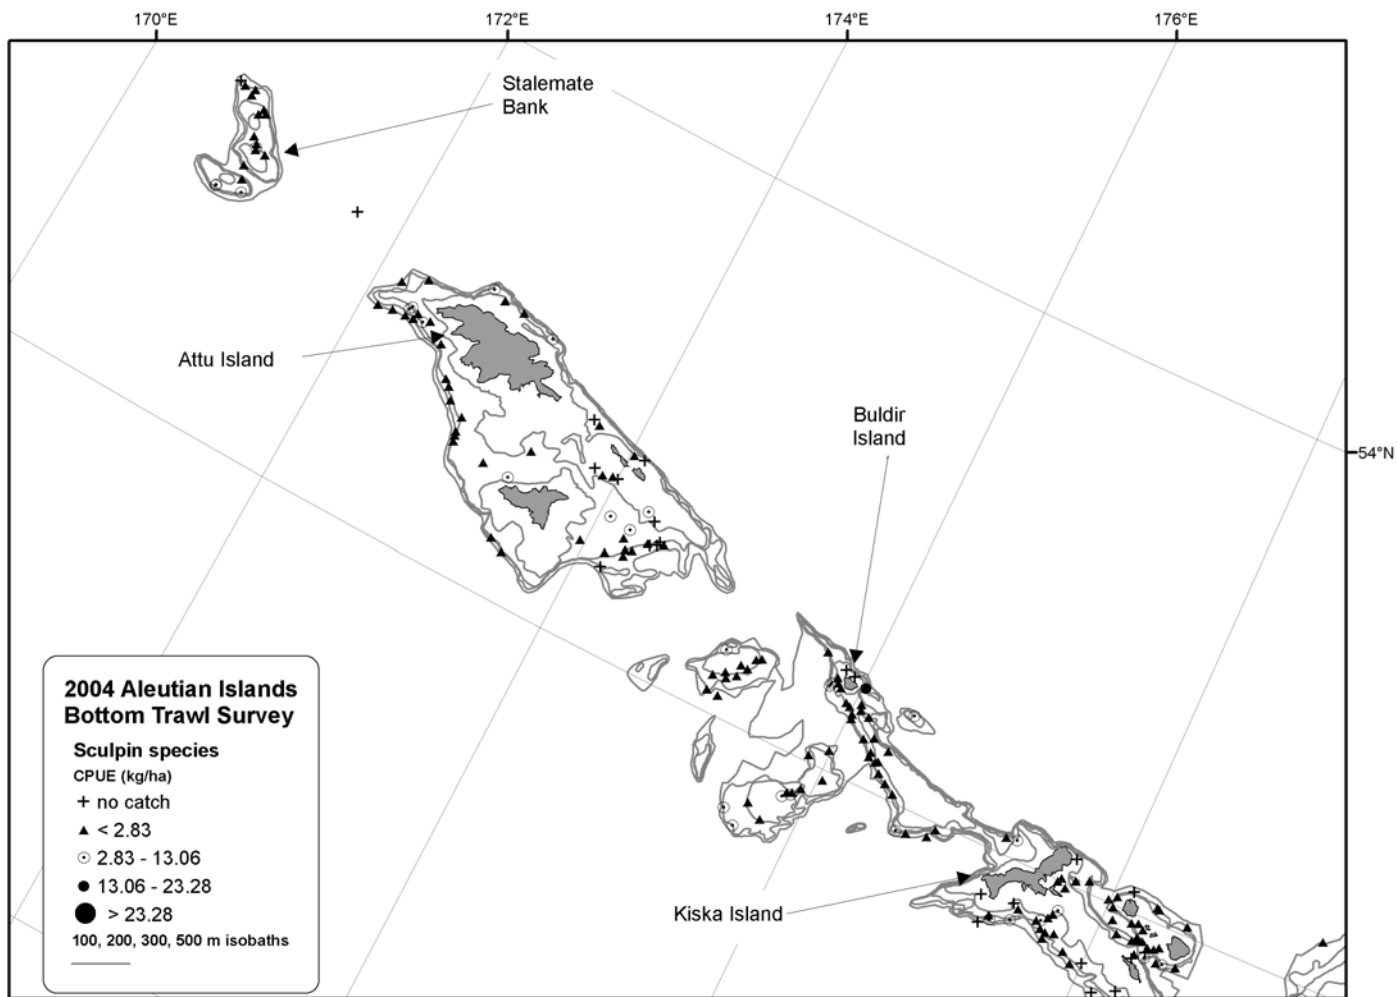 170°E
172°E
174°E
176°E
Stalemate
Bank
Attu Island
Buldir
Island
54°N
Kiska Island
2004 Aleutian Islands
Bottom Trawl Survey
Sculpin species
CPUE (kg/ha)
+ no catch
▲ < 2.83
2.83 - 13.06
13.06 - 23.28
> 23.28
100, 200, 300, 500 m isobaths